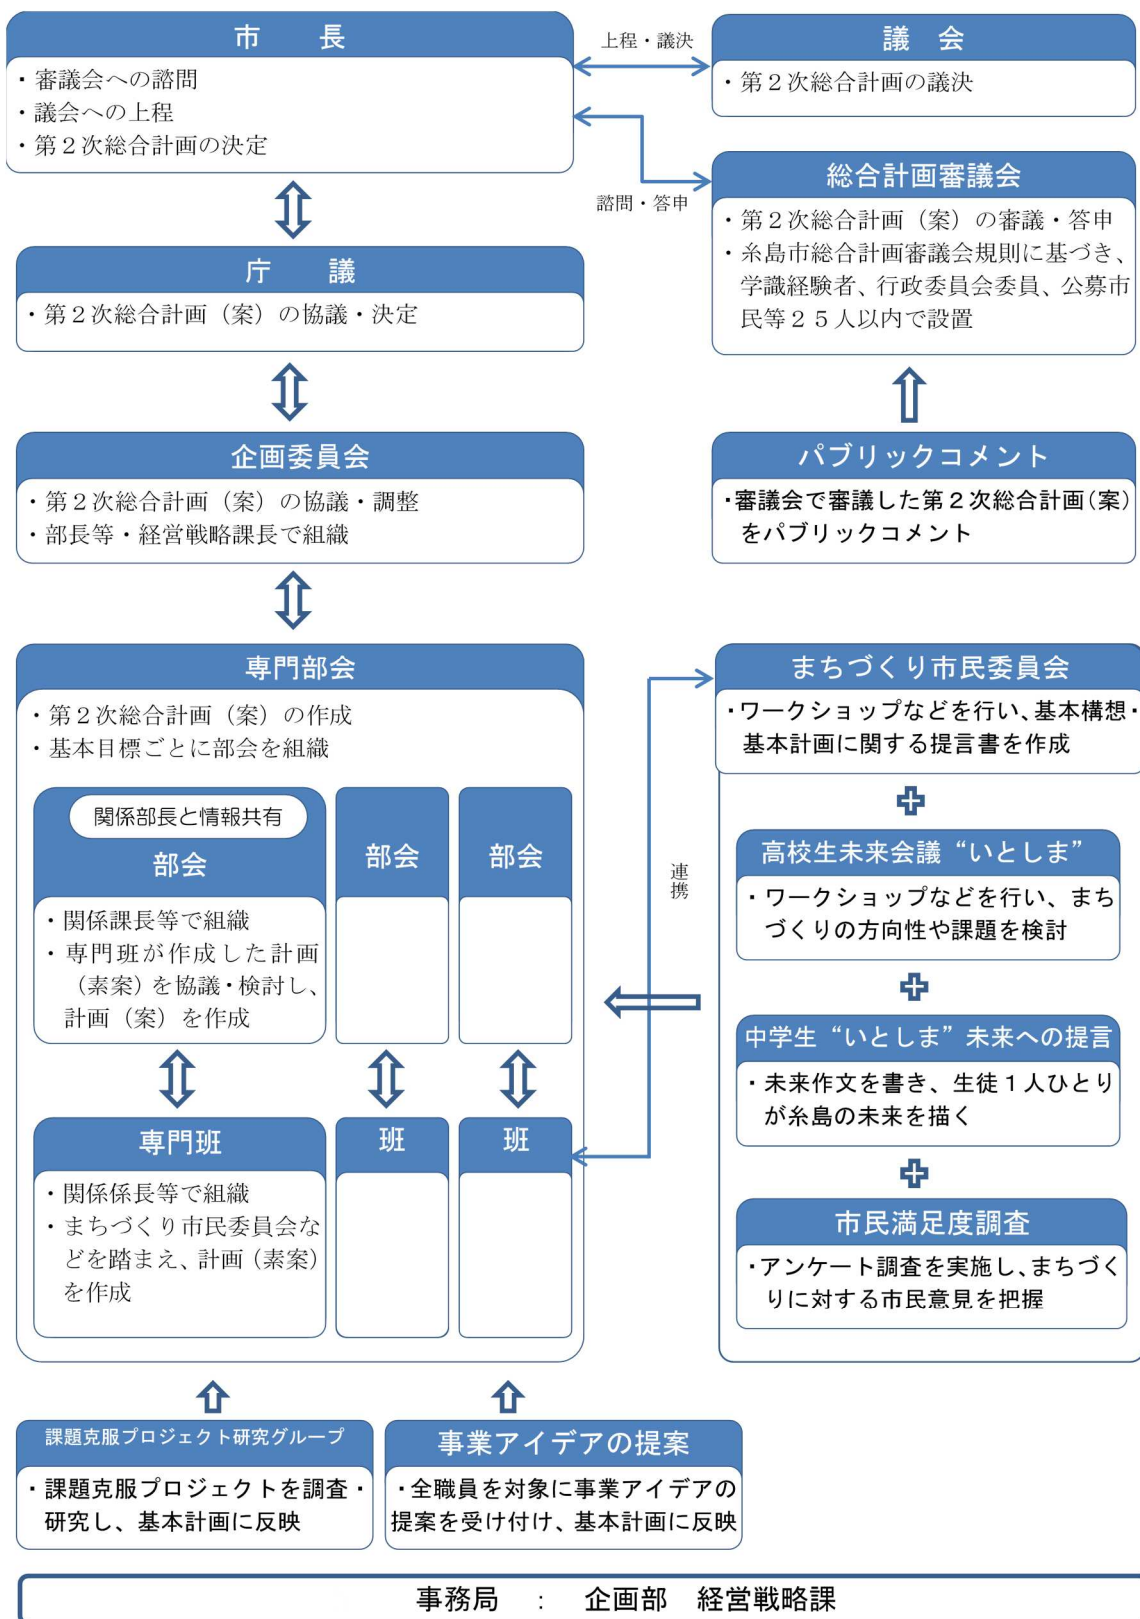 市　長
・審議会への諮問
・議会への上程
・第２次総合計画の決定
上程・議決
議　会
・第２次総合計画の議決
諮問・答申
総合計画審議会
・第２次総合計画（案）の審議・答申
・糸島市総合計画審議会規則に基づき、
学識経験者、行政委員会委員、公募市
民等２５人以内で設置
庁　議
・第２次総合計画（案）の協議・決定
企画委員会
・第２次総合計画（案）の協議・調整
・部長等・経営戦略課長で組織
パブリックコメント
・審議会で審議した第２次総合計画（案）
をパブリックコメント
専門部会
・第２次総合計画（案）の作成
・基本目標ごとに部会を組織
関係部長と情報共有
部会
・関係課長等で組織
・専門班が作成した計画
（素案）を協議・検討し、
計画（案）を作成
部会
部会
専門班
・関係係長等で組織
・まちづくり市民委員会な
どを踏まえ、計画（素案）
を作成
班
班
連携
まちづくり市民委員会
・ワークショップなどを行い、基本構想・
基本計画に関する提言書を作成
高校生未来会議“いとしま”
・ワークショップなどを行い、まち
づくりの方向性や課題を検討
中学生“いとしま”未来への提言
・未来作文を書き、生徒１人ひとり
が糸島の未来を描く
市民満足度調査
・アンケート調査を実施し、まちづく
りに対する市民意見を把握
課題克服プロジェクト研究グループ
・課題克服プロジェクトを調査・
研究し、基本計画に反映
事業アイデアの提案
・全職員を対象に事業アイデアの
提案を受け付け、基本計画に反映
事務局　：　企画部　経営戦略課